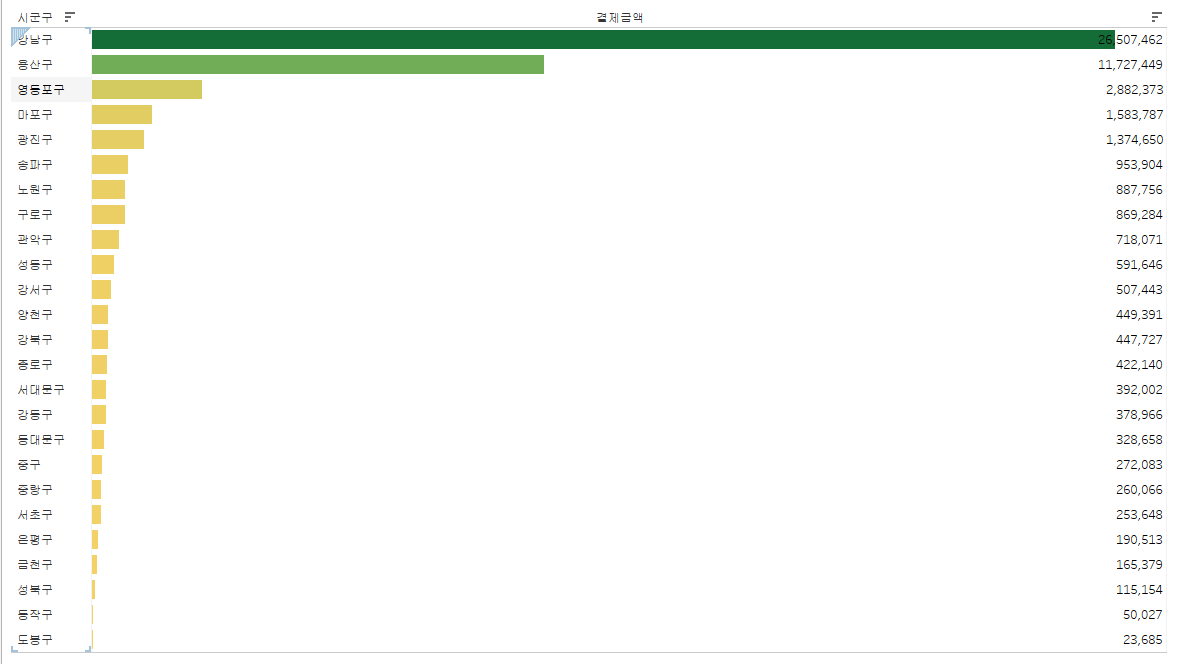 시군구 결제금액
강남구 26,507,462
용산구 11,727,449
영등포구 2,882,373
마포구 1,583,787
광진구 1,374,650
송파구 953,904
노원구 887,756
구로구 869,284
관악구 718,071
성동구 591,646
강서구 507,443
양천구 449,391
강북구 447,727
종로구 422,140
서대문구 392,002
강동구 378,966
동대문구 328,658
중구 272,083
중랑구 260,066
서초구 253,648
은평구 190,513
금천구 165,379
성북구 115,154
동작구 50,027
도봉구 23,685